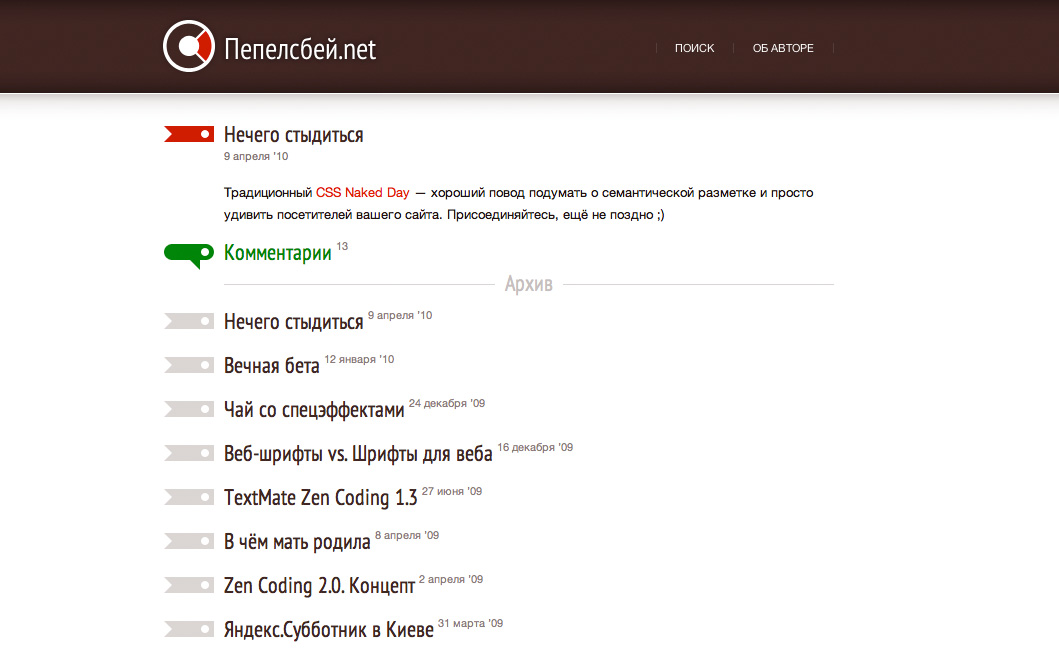 Пепелсбей.net
ПОИСК
ОБ АВТОРЕ
Нечего стыдиться
9 апреля '10
Традиционный CSS Naked Day — хороший повод подумать о семантической разметке и просто
удивить посетителей вашего сайта. Присоединяйтесь, ещё не поздно ;)
Комментарии 13
Архив
Нечего стыдиться 9 апреля '10
Вечная бета 12 января '10
Чай со спецэффектами 24 декабря '09
Веб-шрифты vs. Шрифты для веба 16 декабря '09
TextMate Zen Coding 1.3 27 июня '09
В чём мать родила 8 апреля '09
Zen Coding 2.0. Концепт 2 апреля '09
Яндекс.Субботник в Киеве 31 марта '09